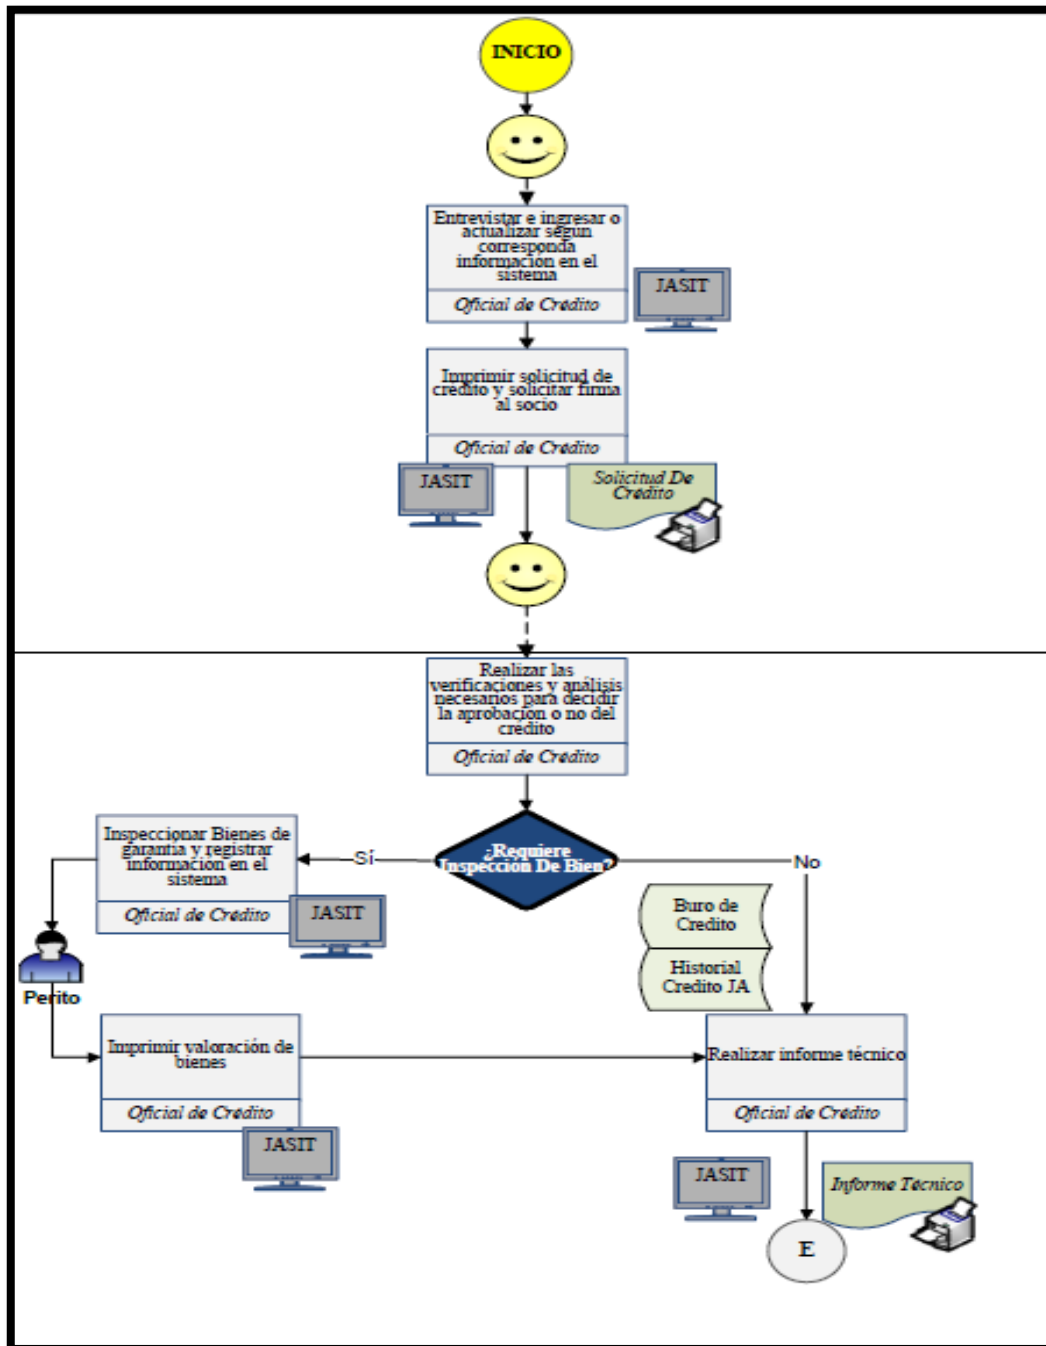 INICIO
Entrevistar e ingresar o
actualizar según
corresponda
información en el
sistema
Oficial de Crédito
JASIT
Imprimir solicitud de
crédito y solicitar firma
al socio
Oficial de Crédito
JASIT
Solicitud De
Crédito
Realizar las
verificaciones y análisis
necesarios para decidir
la aprobación o no del
crédito
Oficial de Crédito
¿Requiere
Inspección De Bien?
Sí
No
Inspeccionar Bienes de
garantía y registrar
información en el
sistema
Oficial de Crédito
JASIT
Buro de
Credito
Historial
Credito JA
Perito
Imprimir valoración de
bienes
Oficial de Crédito
JASIT
Realizar informe técnico
Oficial de Crédito
JASIT
Informe Técnico
E